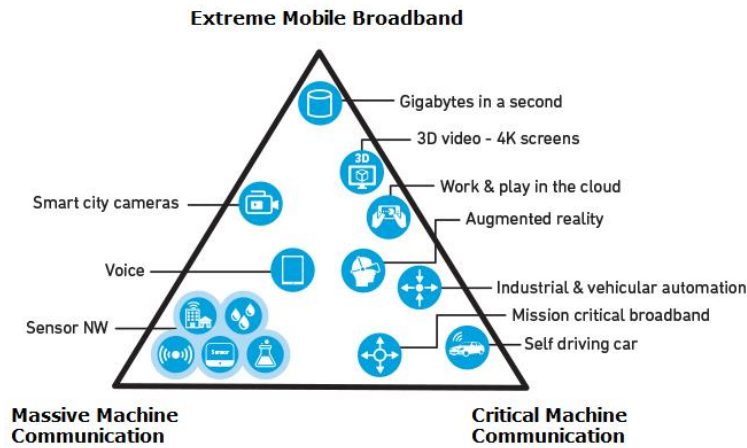 Extreme Mobile Broadband
Gigabytes in a second
3D video - 4K screens
3D
Work & play in the cloud
Smart city cameras
Augmented reality
Voice
Industrial & vehicular automation
Sensor NW
Mission critical broadband
Self driving car
Sensor
Massive Machine
Communication
Critical Machine
Communication